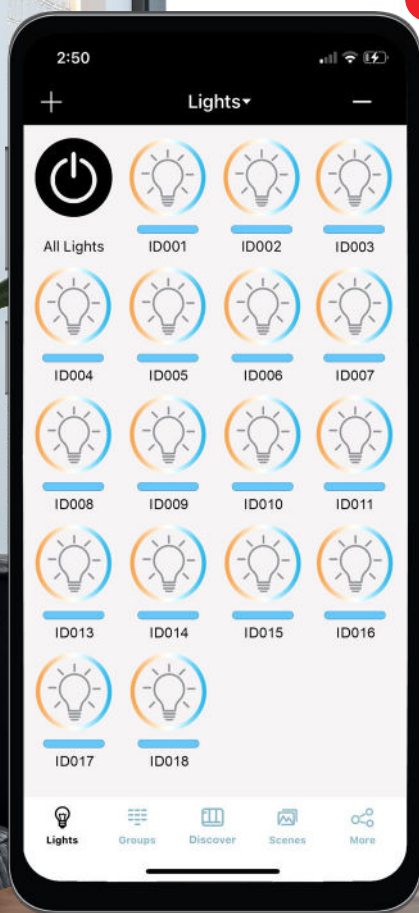 2:50
Lights
All Lights ID001 ID002 ID003
ID004 ID005 ID006 ID007
ID008 ID009 ID010 ID011
ID013 ID014 ID015 ID016
ID017 ID018
Lights Groups Discover Scenes More